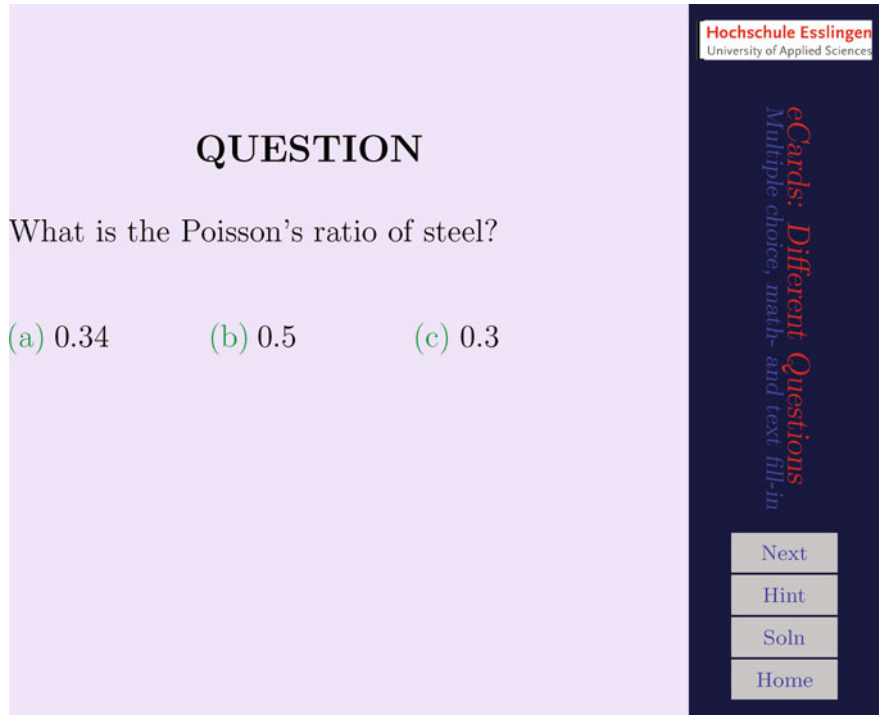 QUESTION
What is the Poisson's ratio of steel?
(a) 0.34 (b) 0.5 (c) 0.3
Hochschule Esslingen
University of Applied Sciences
eCards: Different Questions
Multiple choice, math- and text fill-in
Next
Hint
Soln
Home